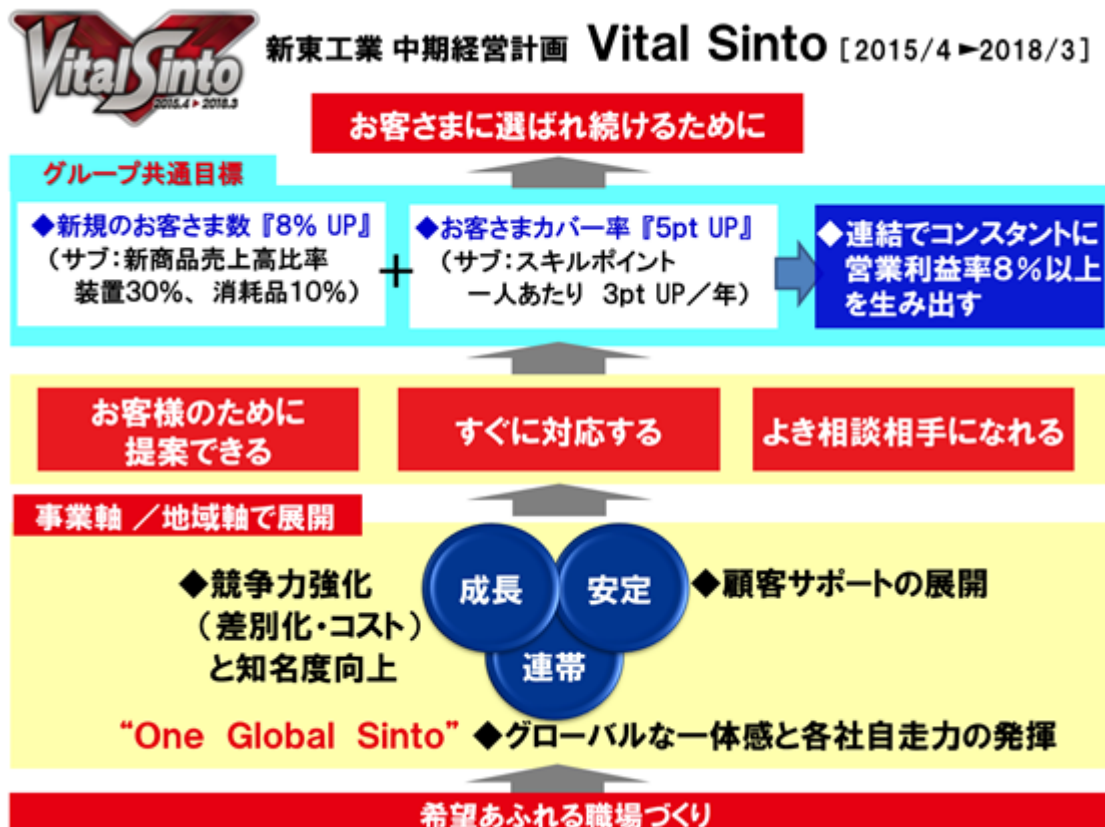 VitalSinto
2015.4 ▶ 2018.3
新東工業 中期経営計画 Vital Sinto [2015/4 ►2018/3]
お客さまに選ばれ続けるために
グループ共通目標
◆新規のお客さま数『8% UP』
（サブ：新商品売上高比率
装置30%、消耗品10%）
+
◆お客さまカバー率『5pt UP』
（サブ：スキルポイント
一人あたり 3pt UP／年）
◆連結でコンスタントに
営業利益率８％以上
を生み出す
お客様のために
提案できる
すぐに対応する
よき相談相手になれる
事業軸 ／地域軸で展開
◆競争力強化
（差別化・コスト）
と知名度向上
成長
安定
連帯
◆顧客サポートの展開
“One Global Sinto” ◆グローバルな一体感と各社自走力の発揮
希望あふれる職場づくり